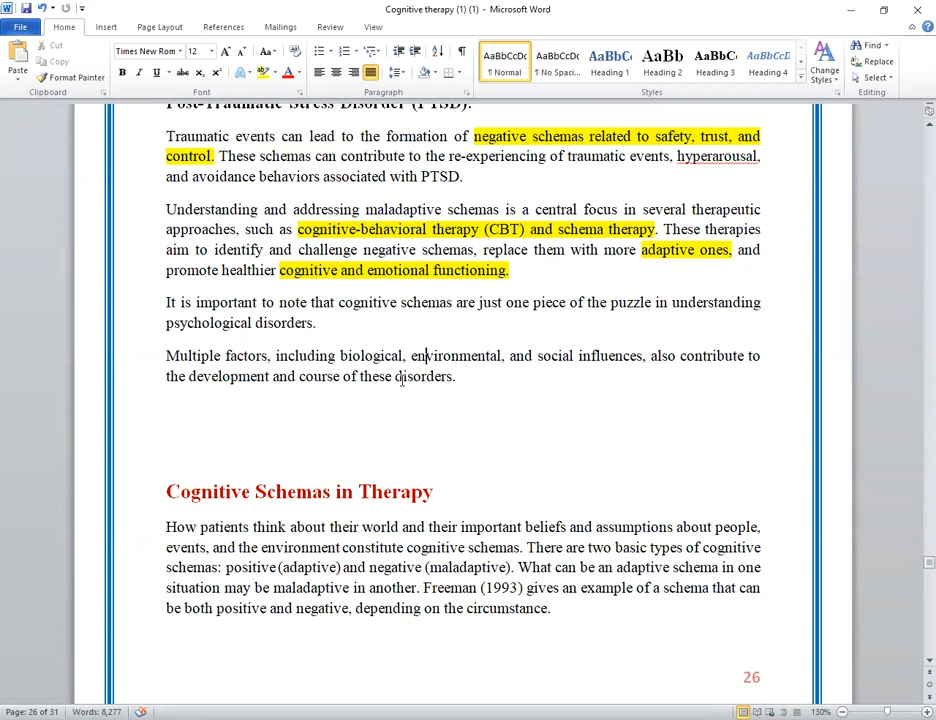 Cognitive therapy (1) (1) - Microsoft Word
File Home Insert Page Layout References Mailings Review View
Paste
Cut
Copy
Format Painter
Times New Rom 12
AaBbCcDc ¶ Normal
AaBbCcDc ¶ No Spaci...
AaBbC Heading 1
AaBb Heading 2
AaBbC Heading 3
AaBbCcD Heading 4
Change Styles
Find
Replace
Select
Clipboard Font Paragraph Styles Editing
Post-Traumatic Stress Disorder (PTSD):
Traumatic events can lead to the formation of negative schemas related to safety, trust, and
control. These schemas can contribute to the re-experiencing of traumatic events, hyperarousal,
and avoidance behaviors associated with PTSD.
Understanding and addressing maladaptive schemas is a central focus in several therapeutic
approaches, such as cognitive-behavioral therapy (CBT) and schema therapy. These therapies
aim to identify and challenge negative schemas, replace them with more adaptive ones, and
promote healthier cognitive and emotional functioning.
It is important to note that cognitive schemas are just one piece of the puzzle in understanding
psychological disorders.
Multiple factors, including biological, environmental, and social influences, also contribute to
the development and course of these disorders.
Cognitive Schemas in Therapy
How patients think about their world and their important beliefs and assumptions about people,
events, and the environment constitute cognitive schemas. There are two basic types of cognitive
schemas: positive (adaptive) and negative (maladaptive). What can be an adaptive schema in one
situation may be maladaptive in another. Freeman (1993) gives an example of a schema that can
be both positive and negative, depending on the circumstance.
26
Page: 26 of 31 Words: 8,277 130%